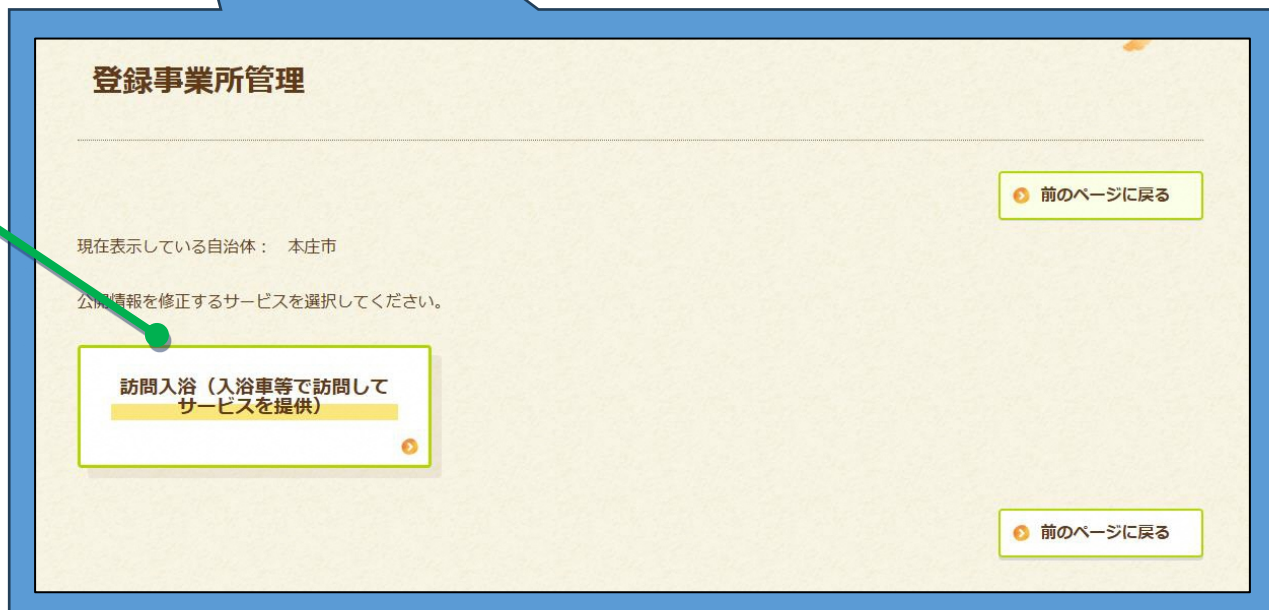 登録事業所管理
前のページに戻る
現在表示している自治体： 本庄市
公開情報を修正するサービスを選択してください。
訪問入浴（入浴車等で訪問して
サービスを提供）
前のページに戻る